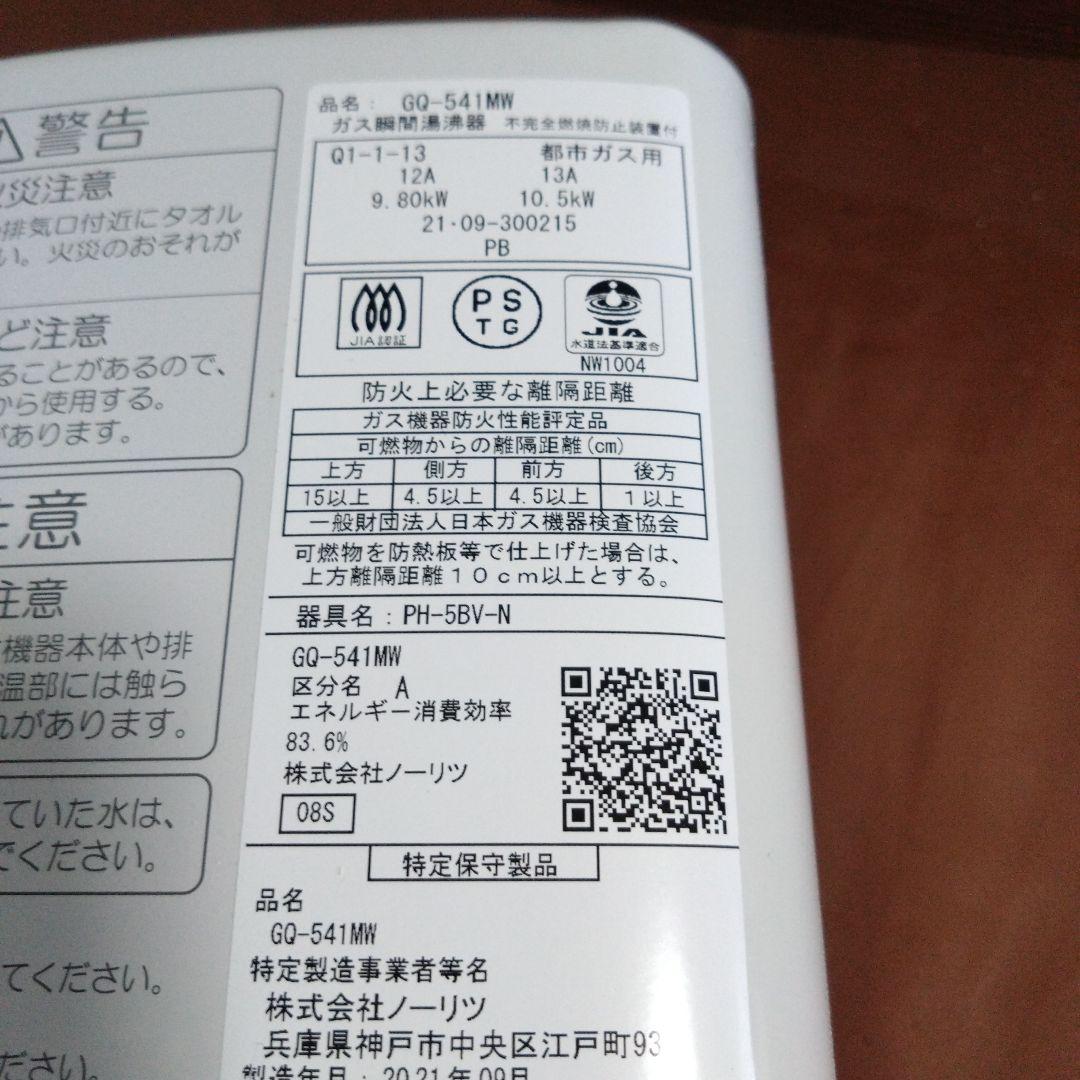 警告
災注意
排気口付近にタオル
い。火災のおそれが
ど注意
ることがあるので、
から使用する。
があります。
注意
注意
機器本体や排
温部には触ら
れがあります。
ていた水は、
でください。
てください。
ださい。
品名： GQ-541MW
ガス瞬間湯沸器 不完全燃焼防止装置付
Q1-1-13 都市ガス用
12A 13A
9.80kW 10.5kW
21・09-300215
PB
JIA認証
PS
TG
JIA
水道法基準適合
NW1004
防火上必要な離隔距離
ガス機器防火性能評定品
可燃物からの離隔距離(cm)
上方 側方 前方 後方
15以上 4.5以上 4.5以上 1以上
一般財団法人日本ガス機器検査協会
可燃物を防熱板等で仕上げた場合は、
上方離隔距離１０ｃｍ以上とする。
器具名：PH-5BV-N
GQ-541MW
区分名 A
エネルギー消費効率
83.6%
株式会社ノーリツ
08S
特定保守製品
品名
GQ-541MW
特定製造事業者等名
株式会社ノーリツ
兵庫県神戸市中央区江戸町93
製造年月：2021年09月